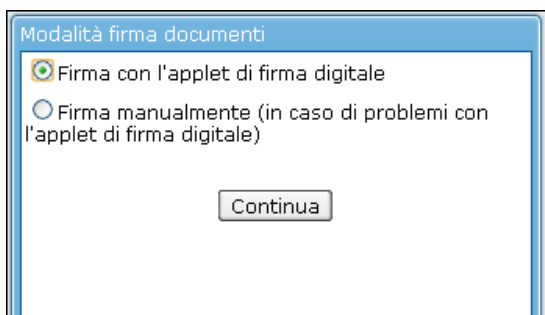 Modalità firma documenti
Firma con l'applet di firma digitale
Firma manualmente (in caso di problemi con
l'applet di firma digitale)
Continua